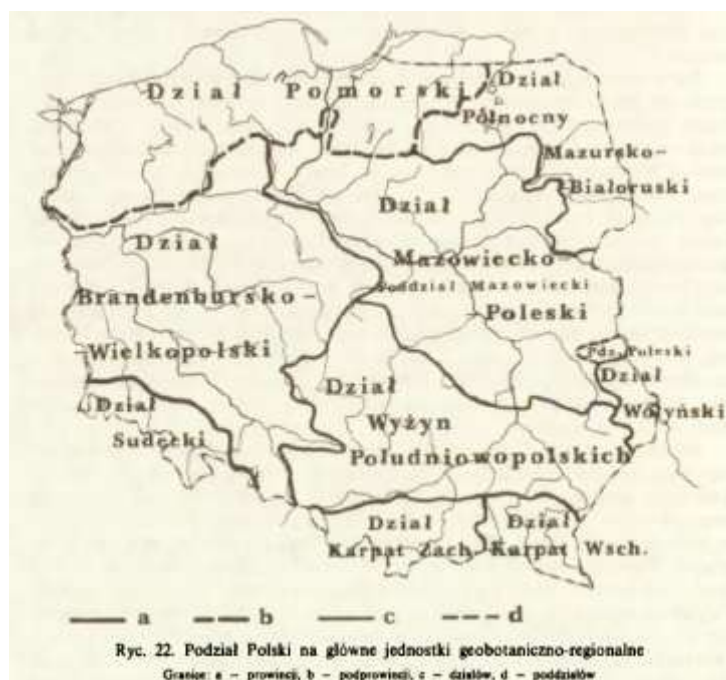 Dział Pomorski
Dział
Północny
Mazursko-
Białoruski
Dział
Mazowiecko-
Poddział Mazowiecki
Poleski
Dział
Brandenbursko-
-Wielkopolski
Pdz. Poleski
Dział
Wołyński
Dział
Wyżyn
Południowopolskich
Dział
Sudecki
Dział
Karpat Zach.
Dział
Karpat Wsch.
a b c d
Ryc. 22. Podział Polski na główne jednostki geobotaniczno-regionalne
Granice: a — prowincji, b — podprowincji, c — działów, d — poddziałów